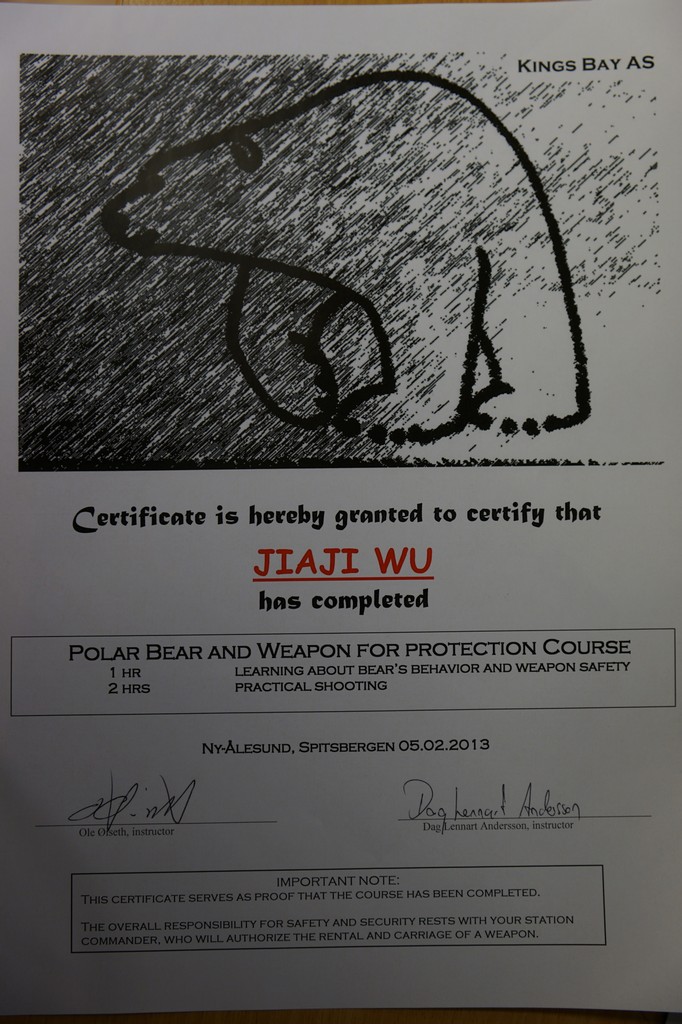 KINGS BAY AS
Certificate is hereby granted to certify that
JIAJI WU
has completed
POLAR BEAR AND WEAPON FOR PROTECTION COURSE
1 HR LEARNING ABOUT BEAR'S BEHAVIOR AND WEAPON SAFETY
2 HRS PRACTICAL SHOOTING
NY-ÅLESUND, SPITSBERGEN 05.02.2013
Dag Lennart Andersson
Ole Øiseth, instructor
Dag Lennart Andersson, instructor
IMPORTANT NOTE:
THIS CERTIFICATE SERVES AS PROOF THAT THE COURSE HAS BEEN COMPLETED.
THE OVERALL RESPONSIBILITY FOR SAFETY AND SECURITY RESTS WITH YOUR STATION
COMMANDER, WHO WILL AUTHORIZE THE RENTAL AND CARRIAGE OF A WEAPON.